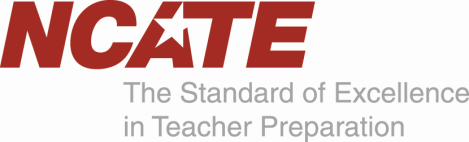 NCATE
The Standard of Excellence
in Teacher Preparation